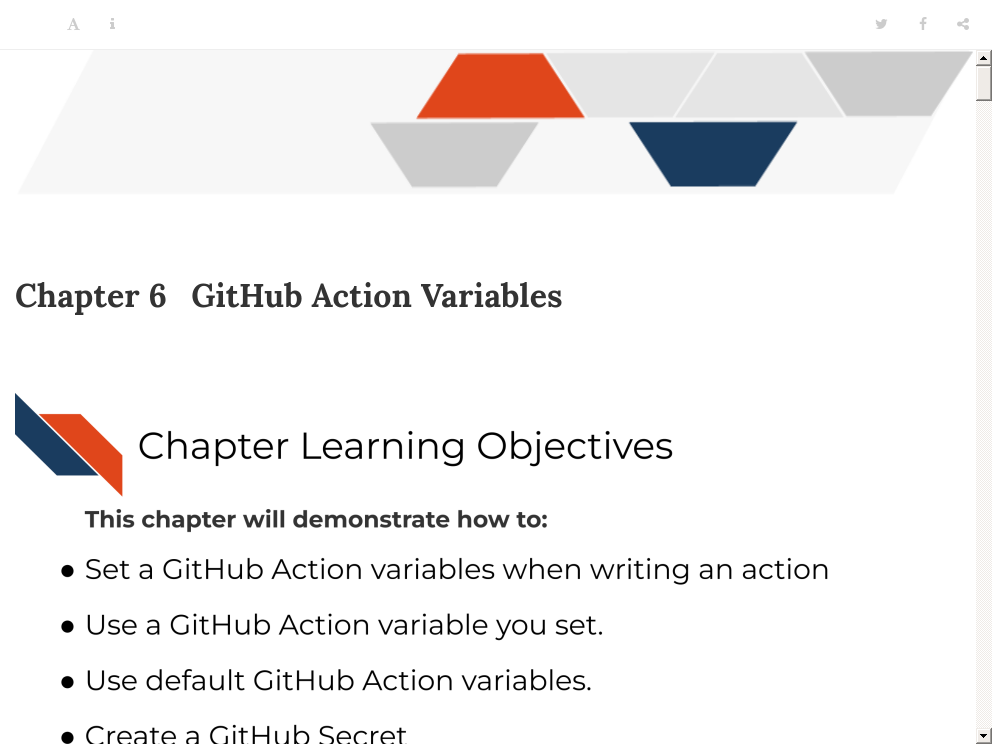 A i
Chapter 6 GitHub Action Variables
Chapter Learning Objectives
This chapter will demonstrate how to:
● Set a GitHub Action variables when writing an action
● Use a GitHub Action variable you set.
● Use default GitHub Action variables.
● Create a GitHub Secret